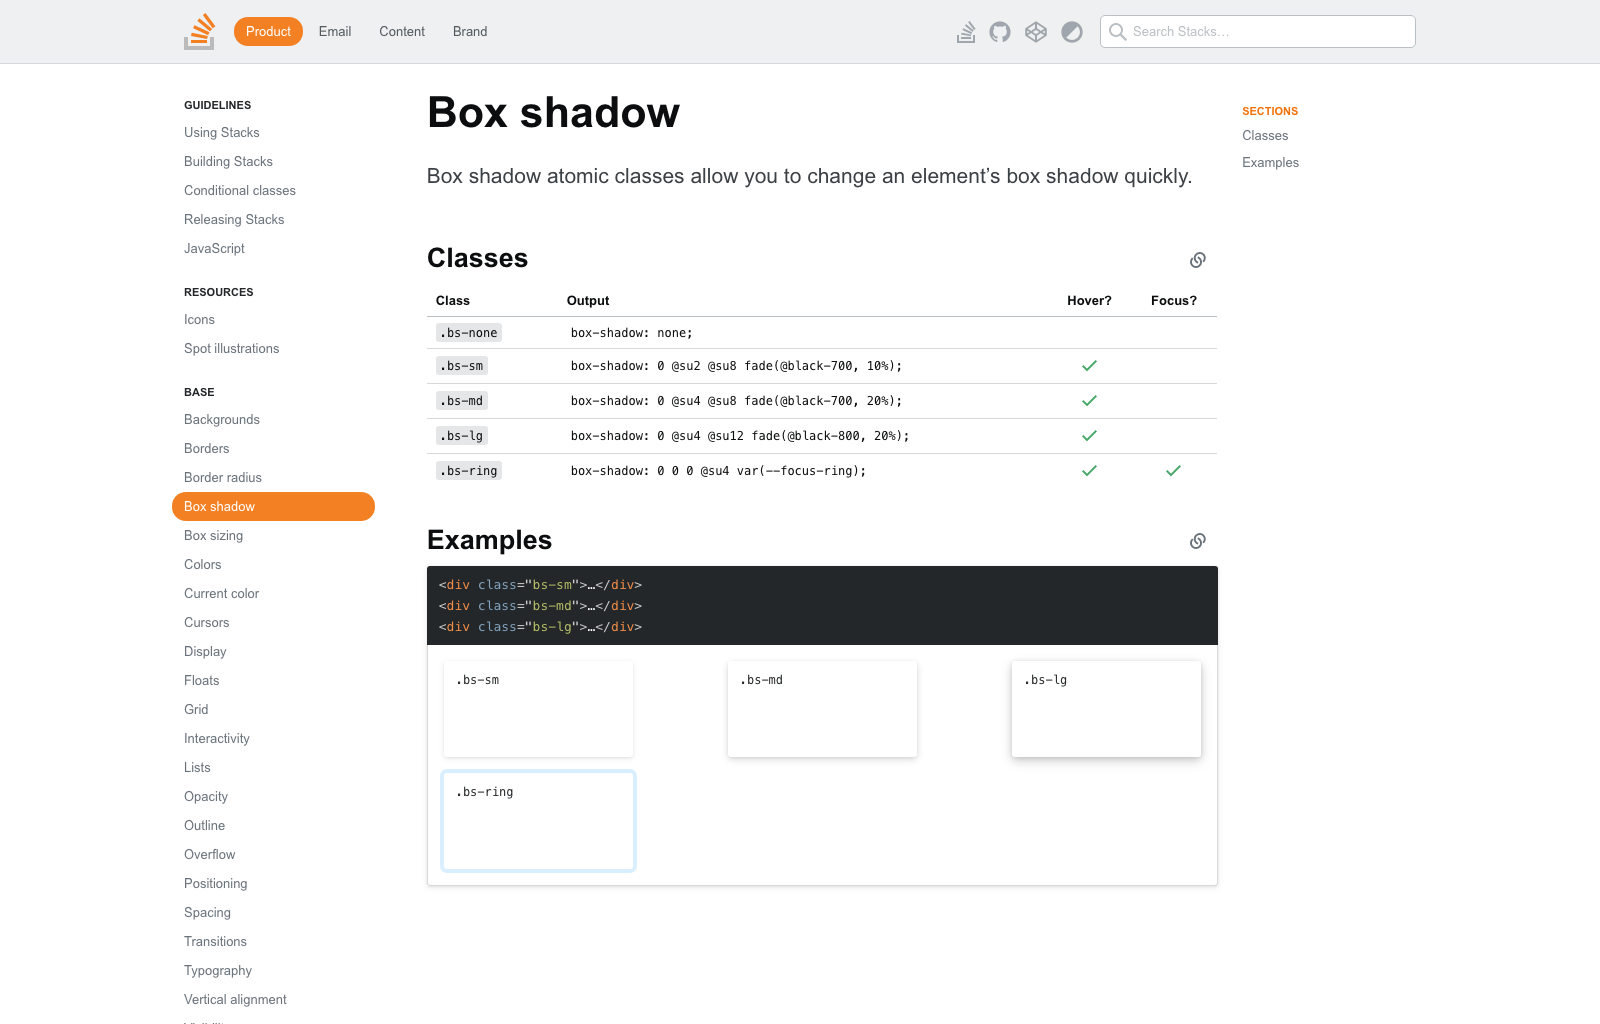 Product
Email
Content
Brand
Search Stacks…
GUIDELINES
Using Stacks
Building Stacks
Conditional classes
Releasing Stacks
JavaScript
RESOURCES
Icons
Spot illustrations
BASE
Backgrounds
Borders
Border radius
Box shadow
Box sizing
Colors
Current color
Cursors
Display
Floats
Grid
Interactivity
Lists
Opacity
Outline
Overflow
Positioning
Spacing
Transitions
Typography
Vertical alignment
Box shadow
Box shadow atomic classes allow you to change an element’s box shadow quickly.
Classes
Class Output Hover? Focus?
.bs-none box-shadow: none;
.bs-sm box-shadow: 0 @su2 @su8 fade(@black-700, 10%);
.bs-md box-shadow: 0 @su4 @su8 fade(@black-700, 20%);
.bs-lg box-shadow: 0 @su4 @su12 fade(@black-800, 20%);
.bs-ring box-shadow: 0 0 0 @su4 var(--focus-ring);
Examples
<div class="bs-sm">…</div>
<div class="bs-md">…</div>
<div class="bs-lg">…</div>
.bs-sm
.bs-md
.bs-lg
.bs-ring
SECTIONS
Classes
Examples